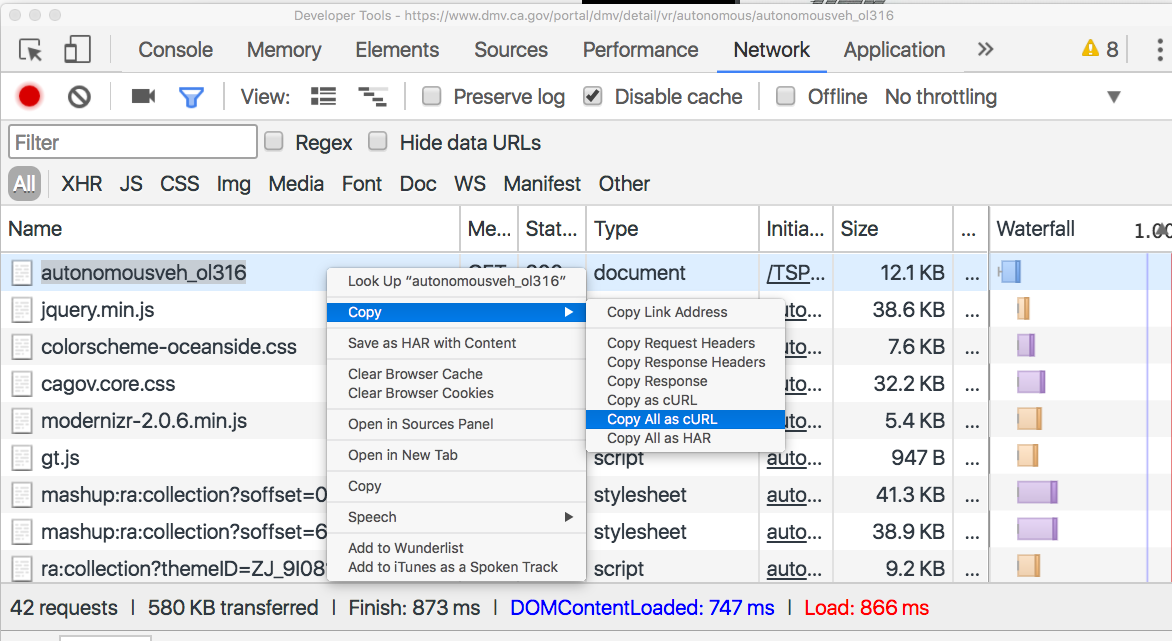 Developer Tools - https://www.dmv.ca.gov/portal/dmv/detail/vr/autonomous/autonomousveh_ol316
Console Memory Elements Sources Performance Network Application » 8
View: Preserve log Disable cache Offline No throttling
Filter Regex Hide data URLs
All XHR JS CSS Img Media Font Doc WS Manifest Other
Name Me... Stat... Type Initia... Size ... Waterfall 1.00
autonomousveh_ol316 document /TSP... 12.1 KB ...
jquery.min.js uto... 38.6 KB ...
colorscheme-oceanside.css uto... 7.6 KB ...
cagov.core.css uto... 32.2 KB ...
modernizr-2.0.6.min.js uto... 5.4 KB ...
gt.js script auto... 947 B ...
mashup:ra:collection?soffset=0 stylesheet auto... 41.3 KB ...
mashup:ra:collection?soffset=6 stylesheet auto... 38.9 KB ...
ra:collection?themeID=ZJ_9I08 script auto... 9.2 KB ...
Look Up “autonomousveh_ol316”
Copy
Save as HAR with Content
Clear Browser Cache
Clear Browser Cookies
Open in Sources Panel
Open in New Tab
Copy
Speech
Add to Wunderlist
Add to iTunes as a Spoken Track
Copy Link Address
Copy Request Headers
Copy Response Headers
Copy Response
Copy as cURL
Copy All as cURL
Copy All as HAR
42 requests | 580 KB transferred | Finish: 873 ms | DOMContentLoaded: 747 ms | Load: 866 ms